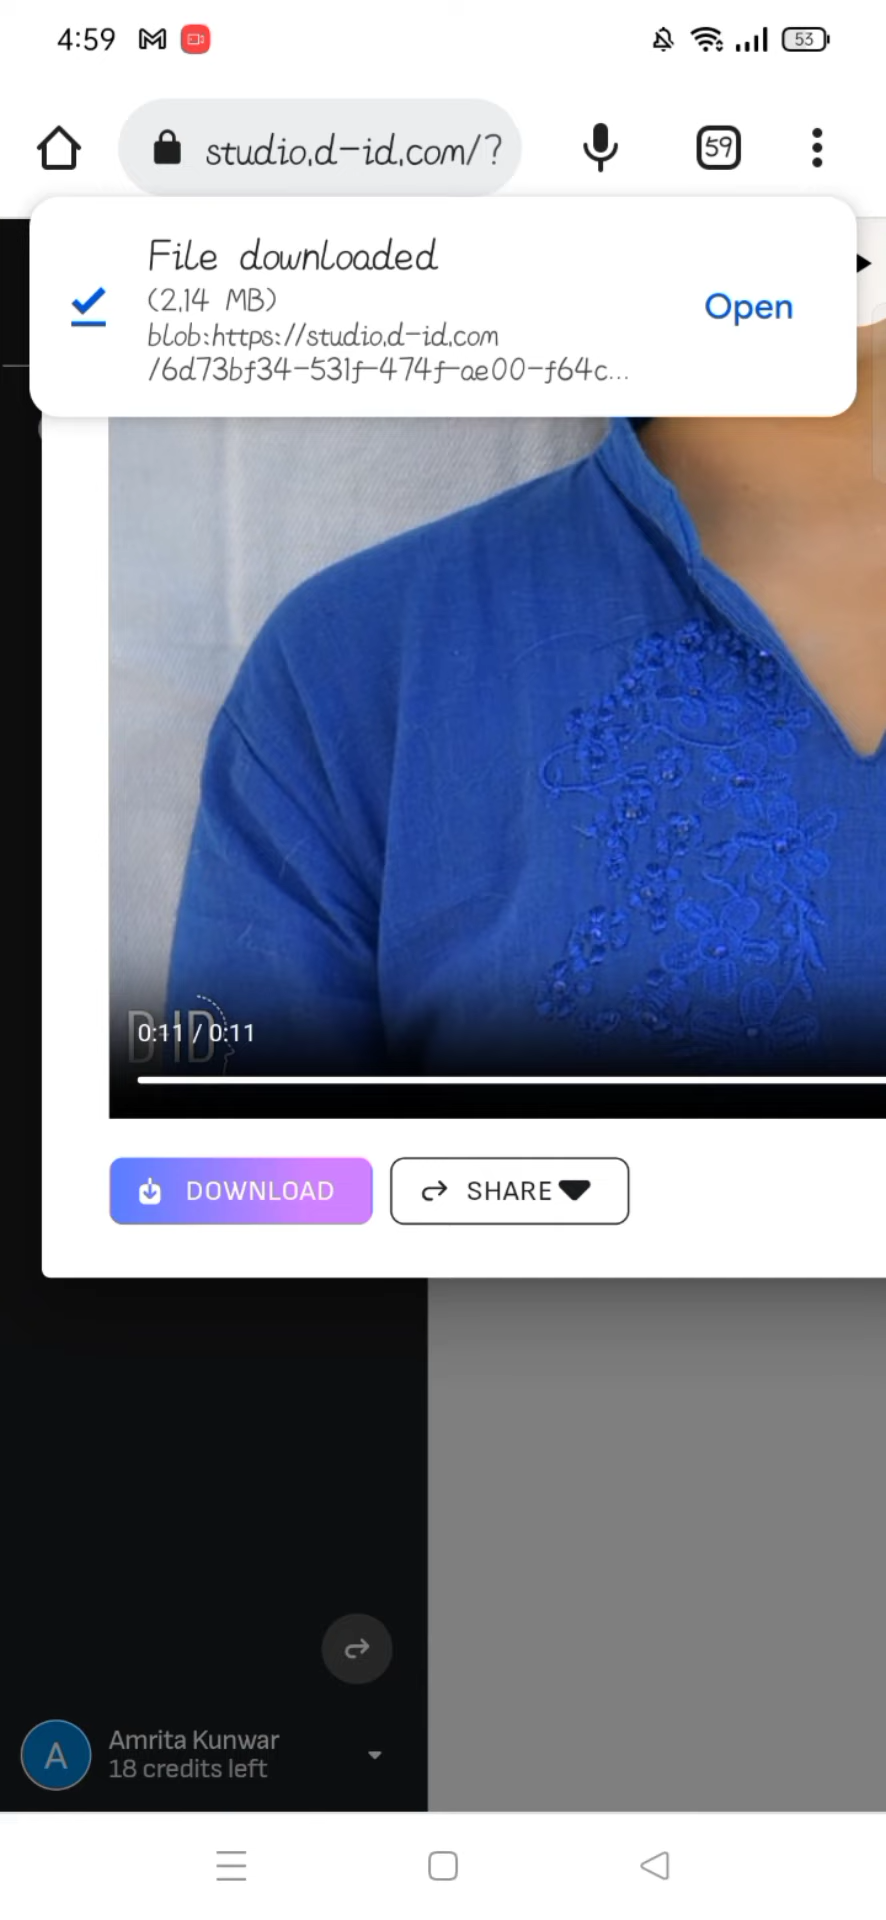 4:59
53
studio.d-id.com/?
59
File downloaded
(2.14 MB)
Open
blob:https://studio.d-id.com
/6d73bf34-531f-474f-ae00-f64c...
D-ID
0:11 / 0:11
DOWNLOAD
SHARE
A
Amrita Kunwar
18 credits left